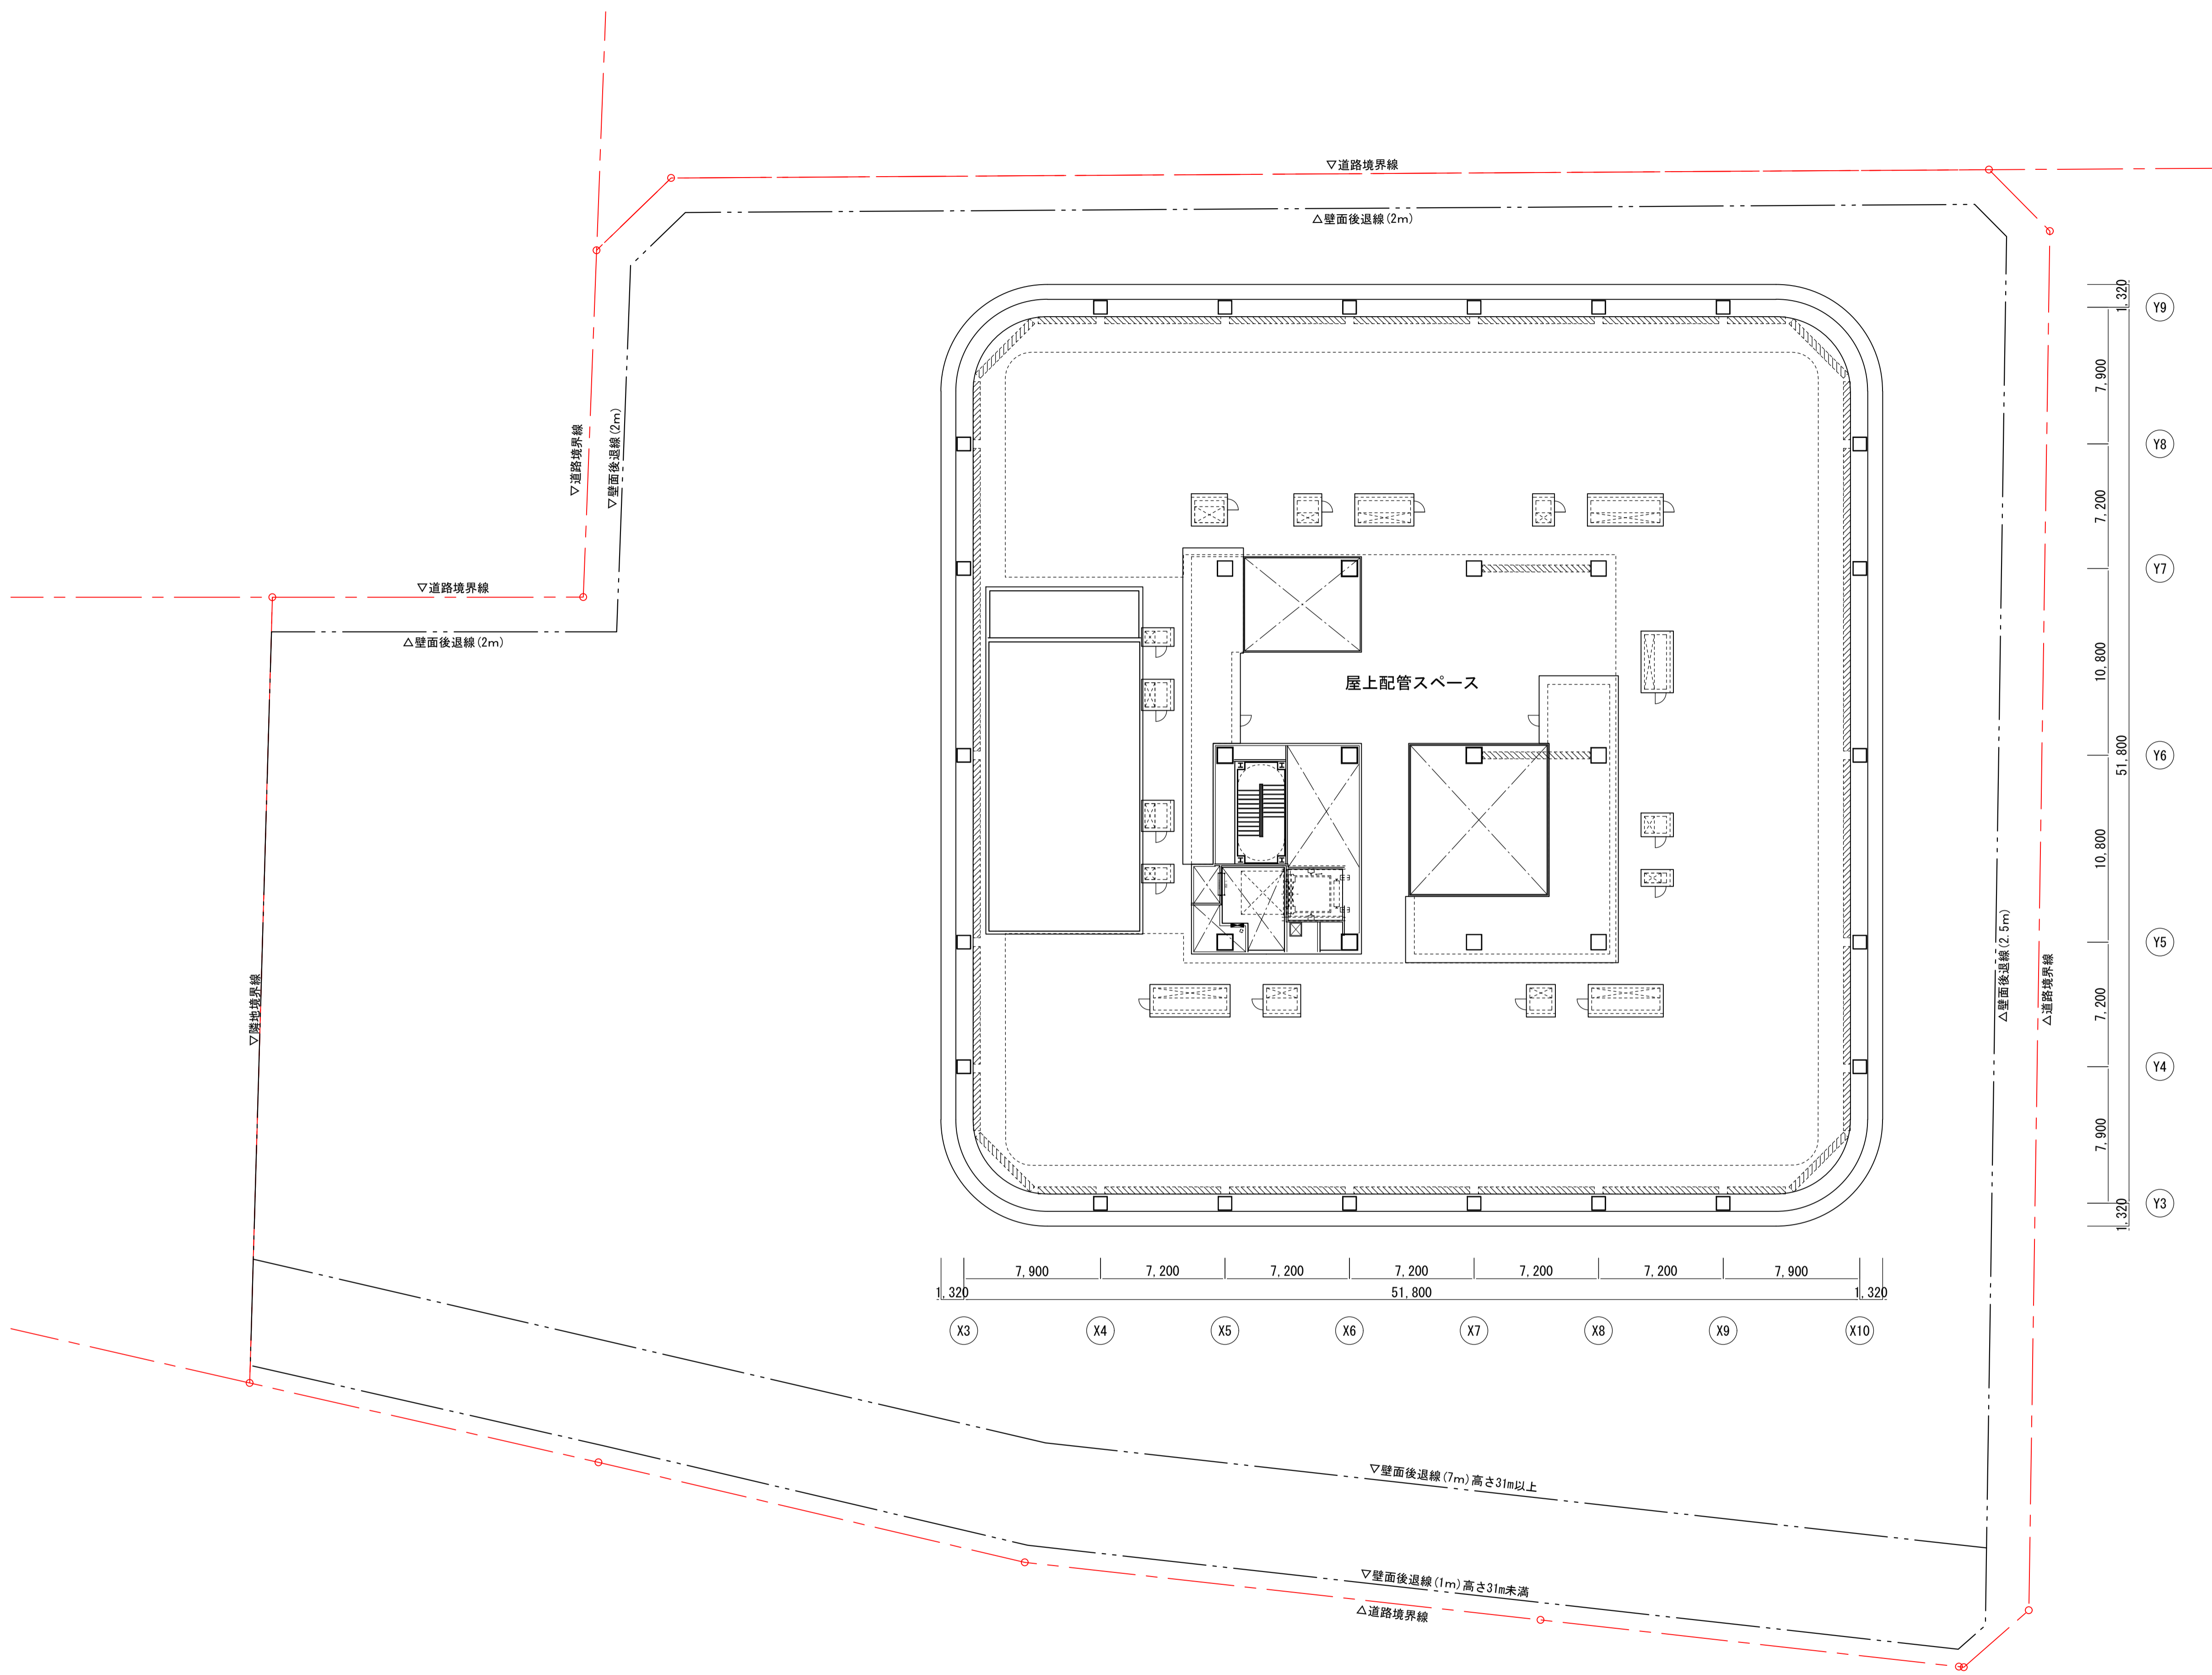 ▽道路境界線
△壁面後退線(2m)
▽道路境界線
▽壁面後退線(2m)
▽道路境界線
△壁面後退線(2m)
▽隣地境界線
屋上配管スペース
△壁面後退線(2.5m)
△道路境界線
1,320
Y9
7,900
Y8
7,200
Y7
10,800
51,800
Y6
10,800
Y5
7,200
Y4
7,900
1,320
Y3
7,900 7,200 7,200 7,200 7,200 7,200 7,900
1,320 51,800 1,320
X3 X4 X5 X6 X7 X8 X9 X10
▽壁面後退線(7m)高さ31m以上
▽壁面後退線(1m)高さ31m未満
△道路境界線